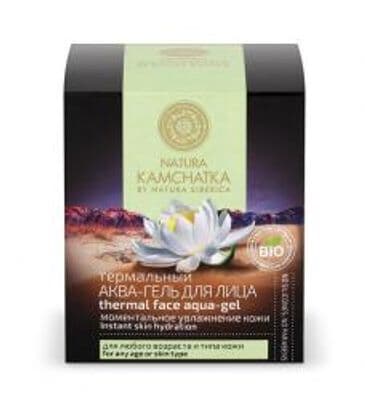 NATURA
KAMCHATKA
BY NATURA SIBERICA
BIO
термальный
АКВА-ГЕЛЬ ДЛЯ ЛИЦА
thermal face aqua-gel
моментальное увлажнение кожи
Instant skin hydration
для любого возраста и типа кожи
for any age or skin type